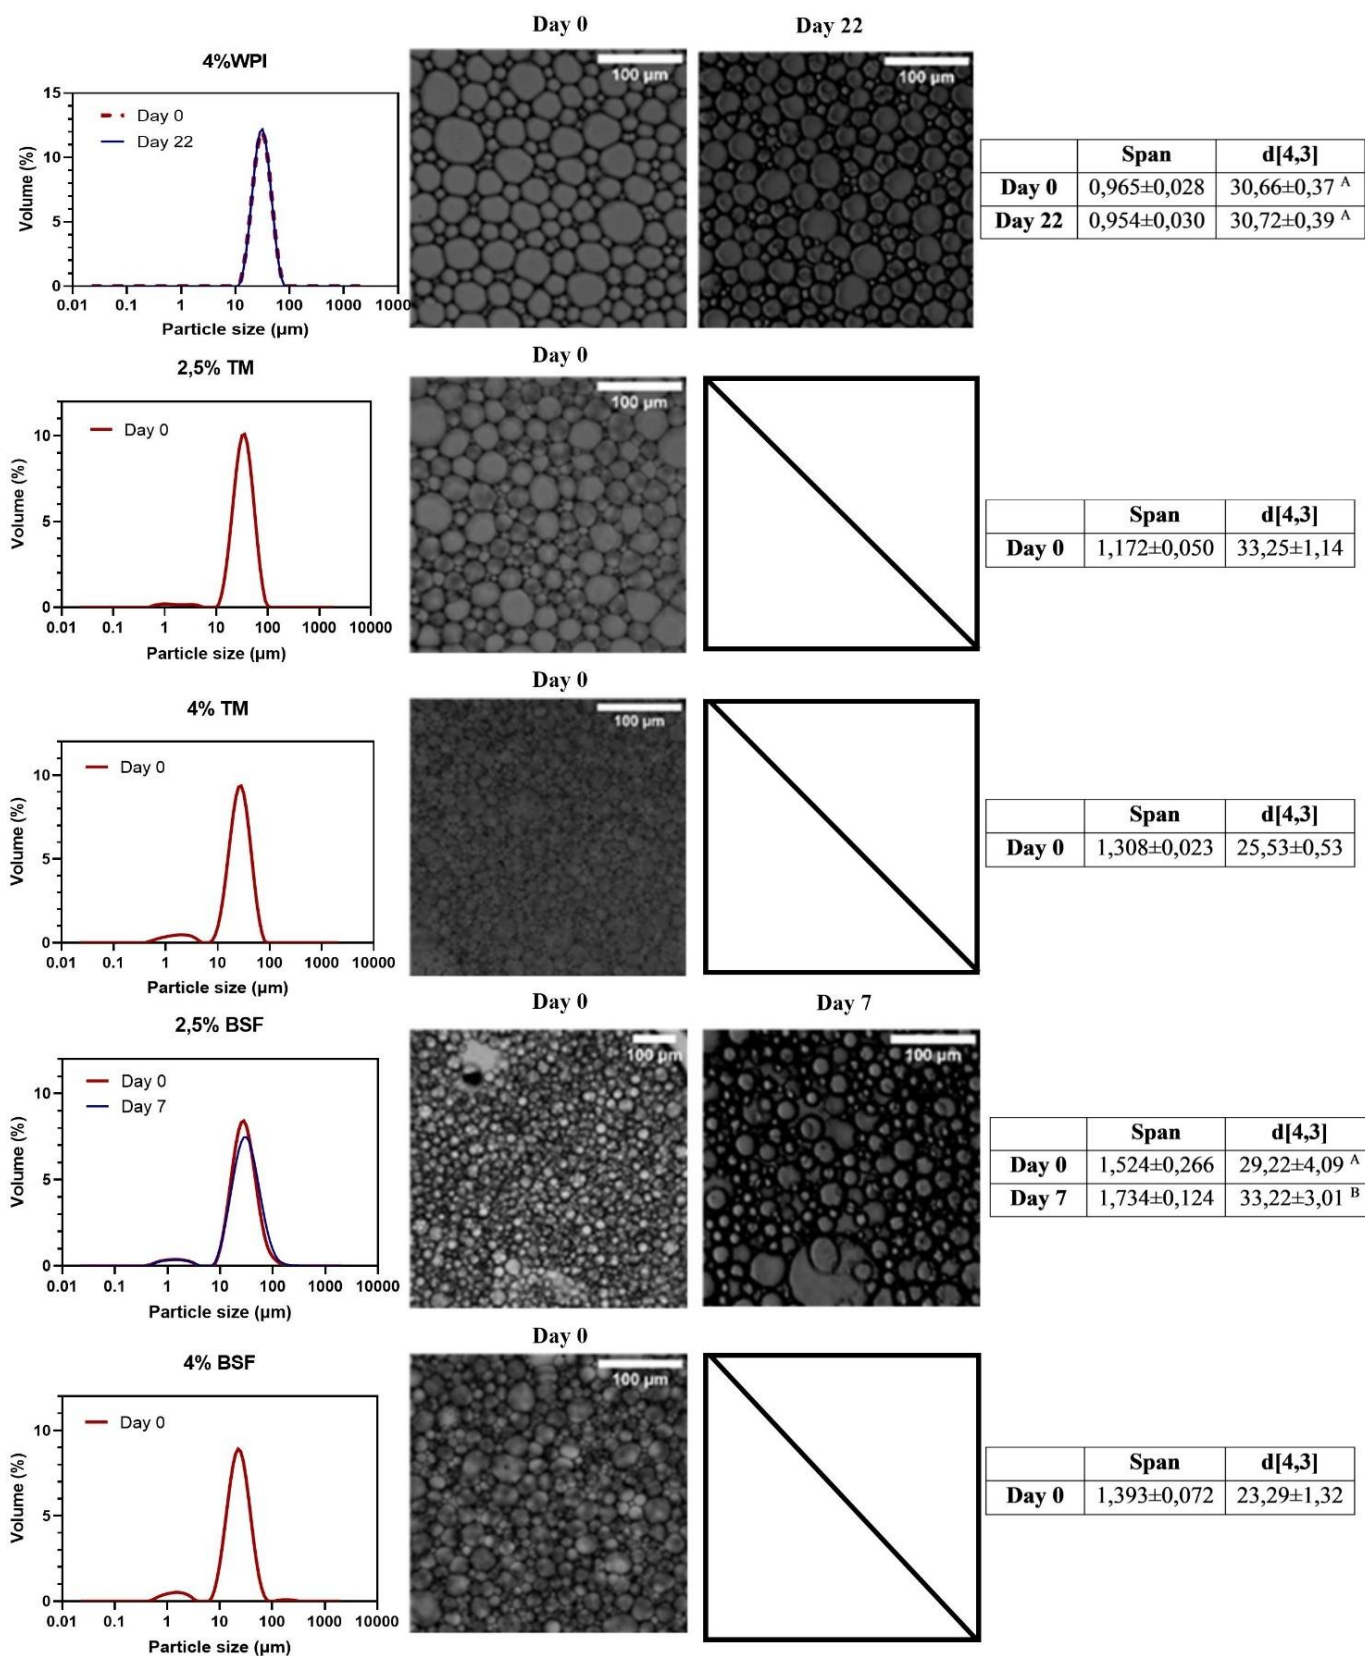 Day 0
Day 22
4%WPI
Day 0
Day 22
Volume (%)
15
10
5
0
0.01 0.1 1 10 100 1000
Particle size (µm)
100 µm
100 µm
Span d[4,3]
Day 0 0,965±0,028 30,66±0,37 A
Day 22 0,954±0,030 30,72±0,39 A
2,5% TM
Day 0
Day 0
Volume (%)
10
5
0
0.01 0.1 1 10 100 1000 10000
Particle size (µm)
100 µm
Span d[4,3]
Day 0 1,172±0,050 33,25±1,14
4% TM
Day 0
Day 0
Volume (%)
10
5
0
0.01 0.1 1 10 100 1000 10000
Particle size (µm)
100 µm
Span d[4,3]
Day 0 1,308±0,023 25,53±0,53
2,5% BSF
Day 0
Day 7
Day 0
Day 7
Volume (%)
10
5
0
0.01 0.1 1 10 100 1000 10000
Particle size (µm)
100 µm
100 µm
Span d[4,3]
Day 0 1,524±0,266 29,22±4,09 A
Day 7 1,734±0,124 33,22±3,01 B
4% BSF
Day 0
Day 0
Volume (%)
10
5
0
0.01 0.1 1 10 100 1000 10000
Particle size (µm)
100 µm
Span d[4,3]
Day 0 1,393±0,072 23,29±1,32